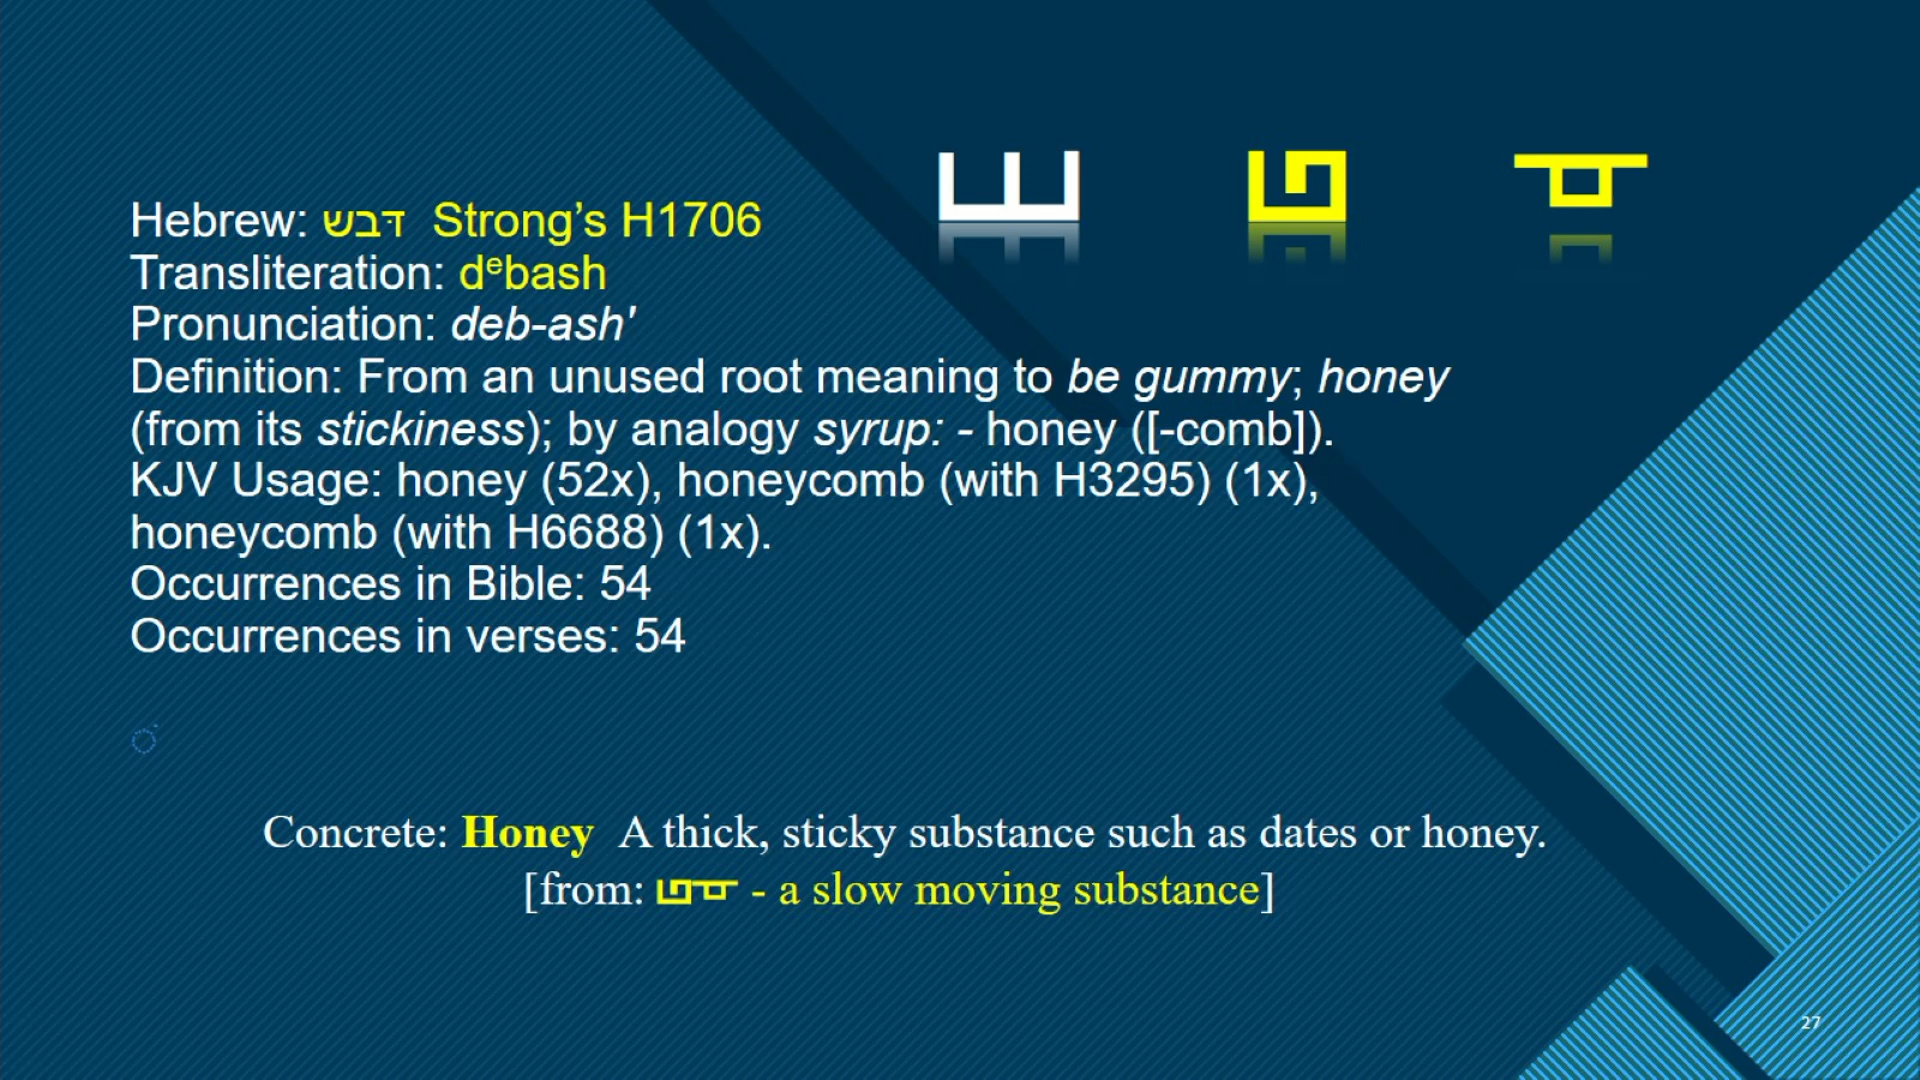 Hebrew: דּבש Strong’s H1706
Transliteration: dᵉbash
Pronunciation: deb-ash'
Definition: From an unused root meaning to be gummy; honey
(from its stickiness); by analogy syrup: - honey ([-comb]).
KJV Usage: honey (52x), honeycomb (with H3295) (1x),
honeycomb (with H6688) (1x).
Occurrences in Bible: 54
Occurrences in verses: 54
Concrete: Honey A thick, sticky substance such as dates or honey.
[from: - a slow moving substance]
27